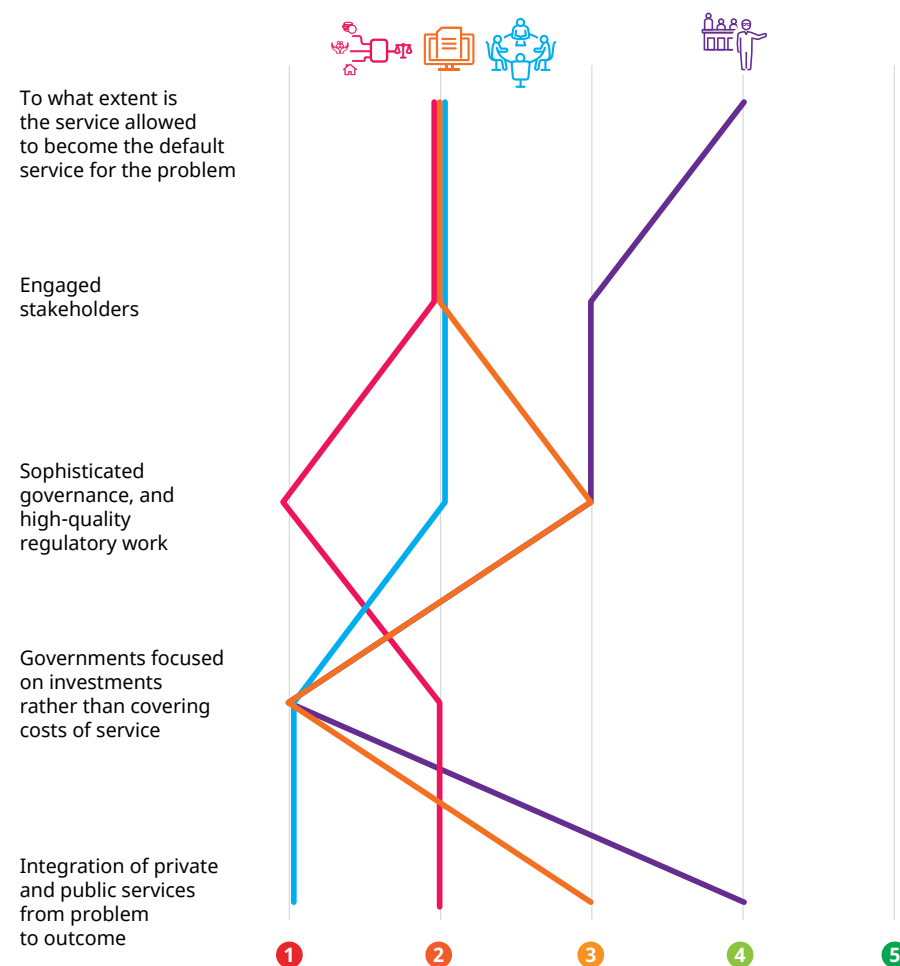 To what extent is
the service allowed
to become the default
service for the problem
Engaged
stakeholders
Sophisticated
governance, and
high-quality
regulatory work
Governments focused
on investments
rather than covering
costs of service
Integration of private
and public services
from problem
to outcome
1 2 3 4 5